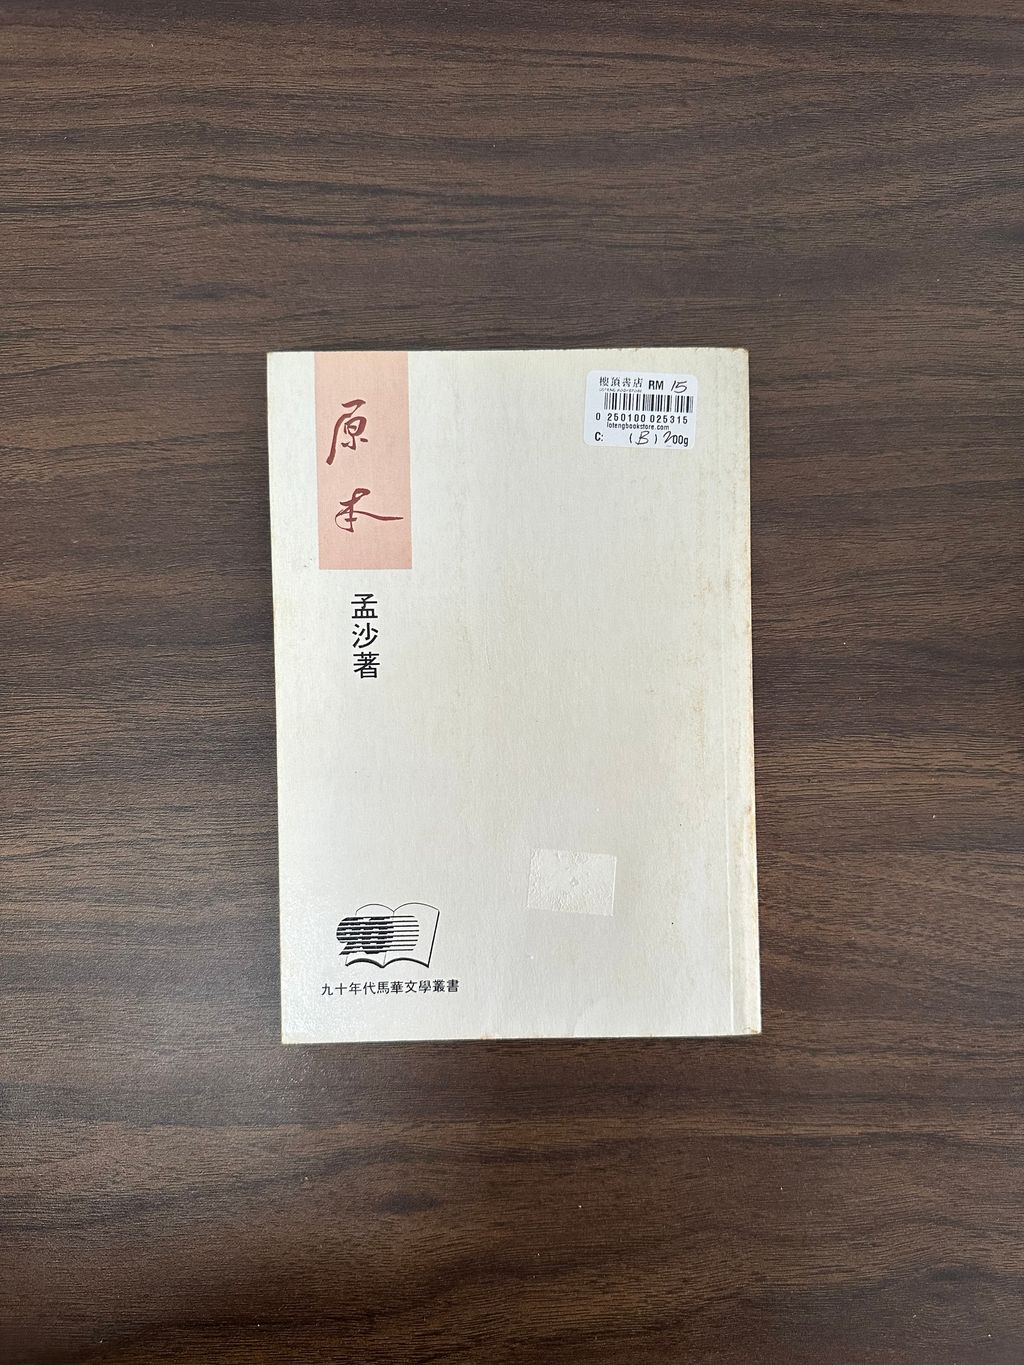 原本
孟沙著
樓頂書店 RM 15
0 250100 025315
lotengbookstore.com
C: (B) 200g
90
九十年代馬華文學叢書